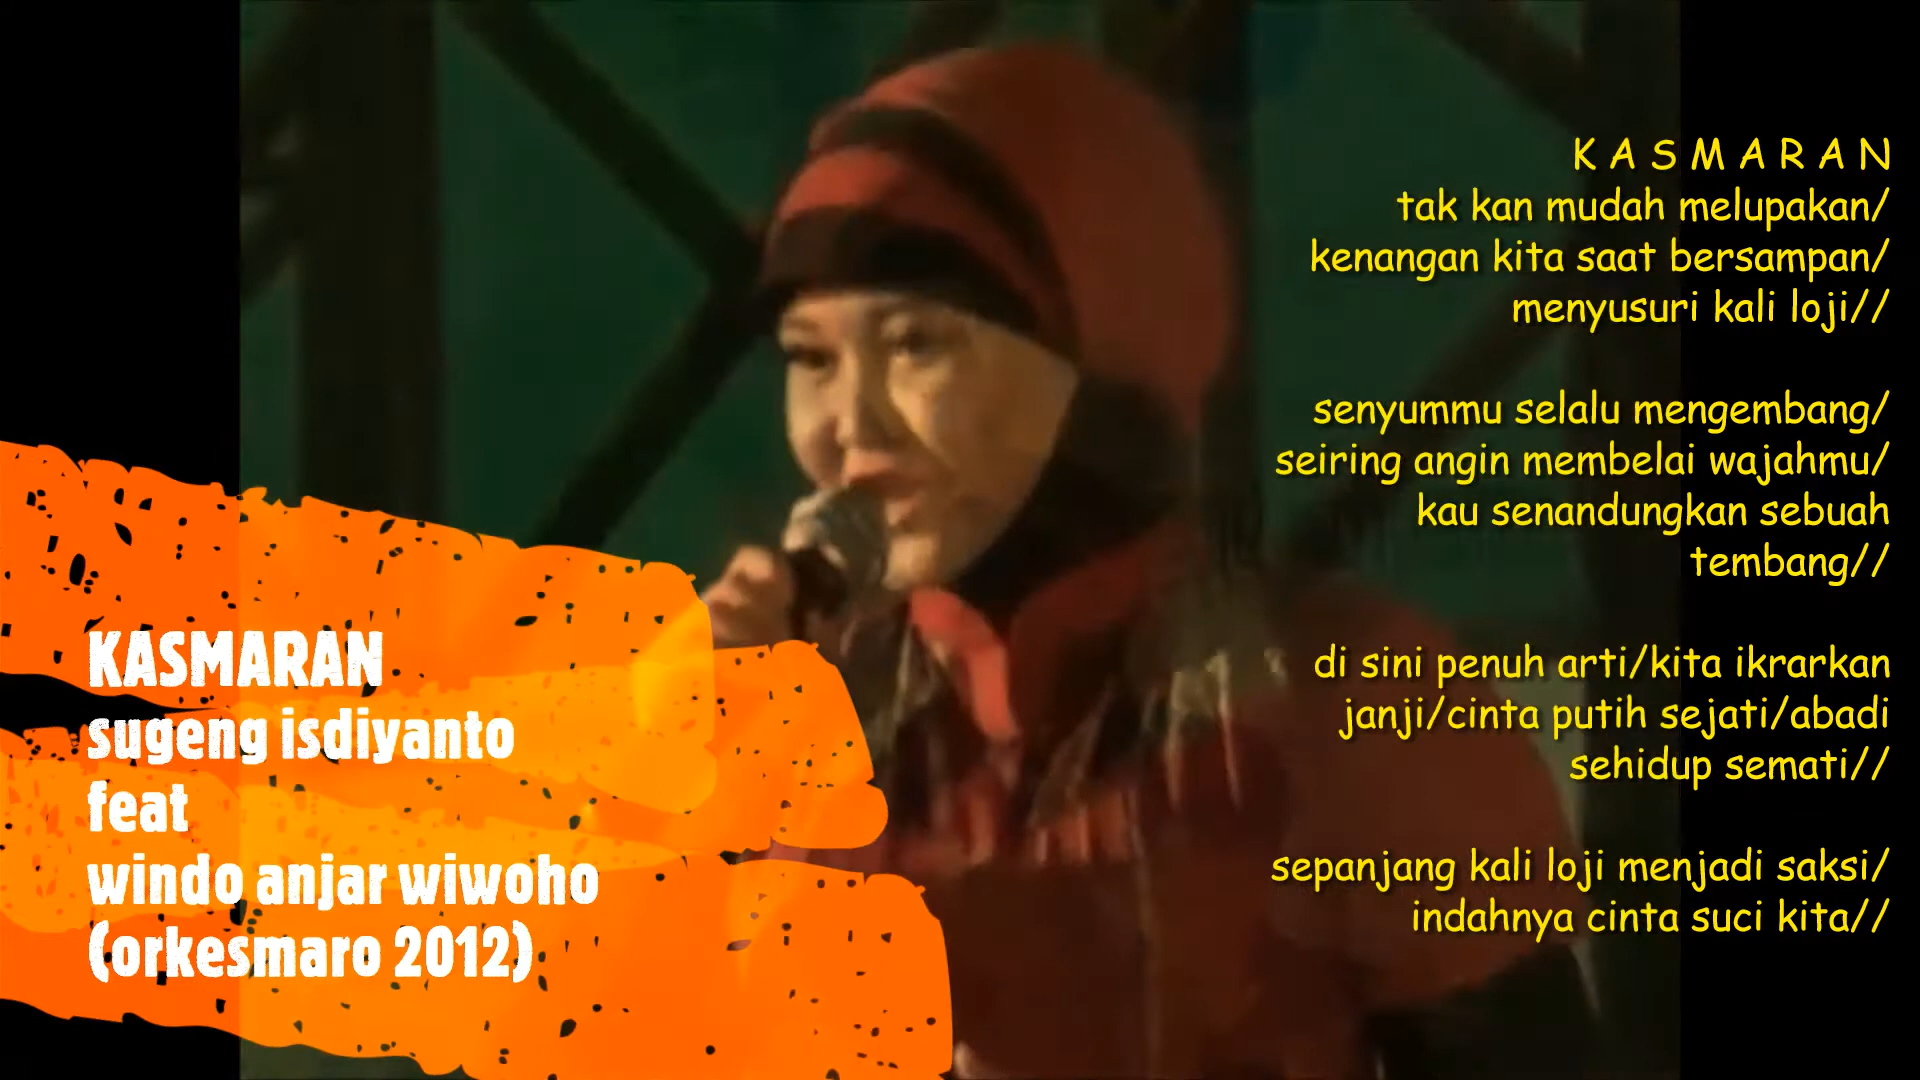 K A S M A R A N
tak kan mudah melupakan/
kenangan kita saat bersampan/
menyusuri kali loji//
senyummu selalu mengembang/
seiring angin membelai wajahmu/
kau senandungkan sebuah
tembang//
di sini penuh arti/kita ikrarkan
janji/cinta putih sejati/abadi
sehidup semati//
sepanjang kali loji menjadi saksi/
indahnya cinta suci kita//
KASMARAN
sugeng isdiyanto
feat
windo anjar wiwoho
(orkesmaro 2012)